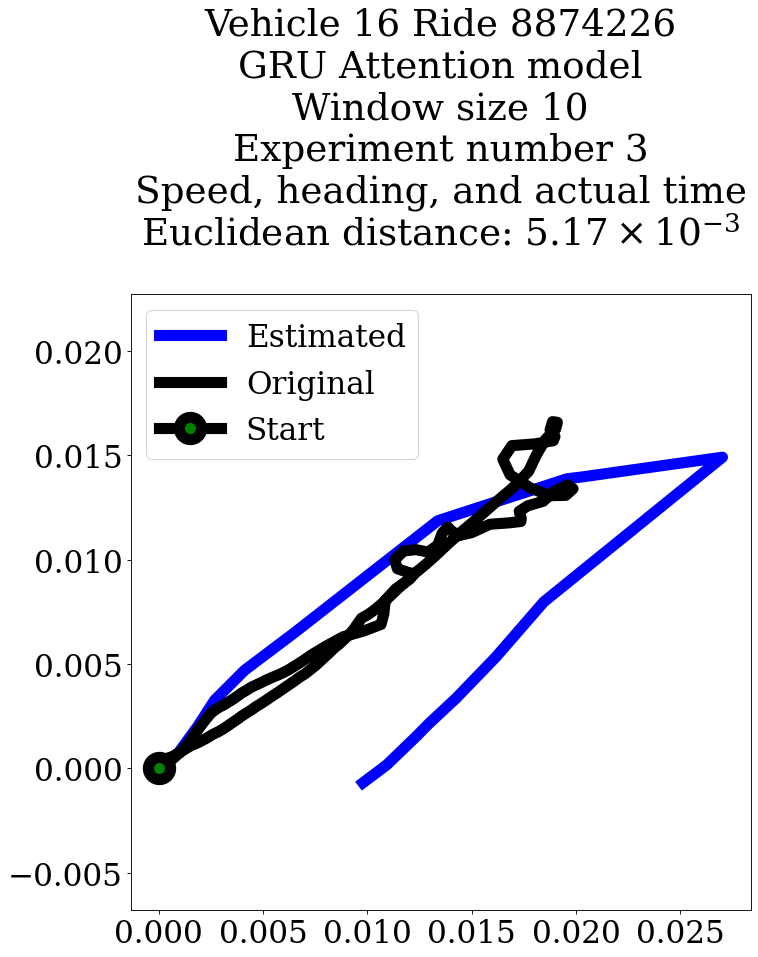 Vehicle 16 Ride 8874226
GRU Attention model
Window size 10
Experiment number 3
Speed, heading, and actual time
Euclidean distance: 5.17 × 10⁻³
Estimated
Original
Start
0.020
0.015
0.010
0.005
0.000
−0.005
0.000 0.005 0.010 0.015 0.020 0.025